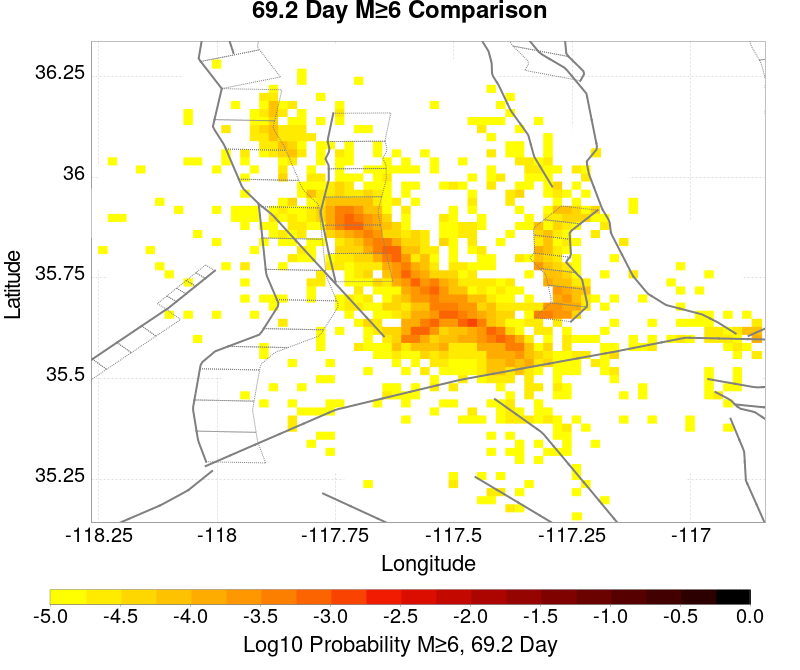 69.2 Day M≥6 Comparison
36.25
36
35.75
35.5
35.25
Latitude
-118.25 -118 -117.75 -117.5 -117.25 -117
Longitude
-5.0 -4.5 -4.0 -3.5 -3.0 -2.5 -2.0 -1.5 -1.0 -0.5 0.0
Log10 Probability M≥6, 69.2 Day